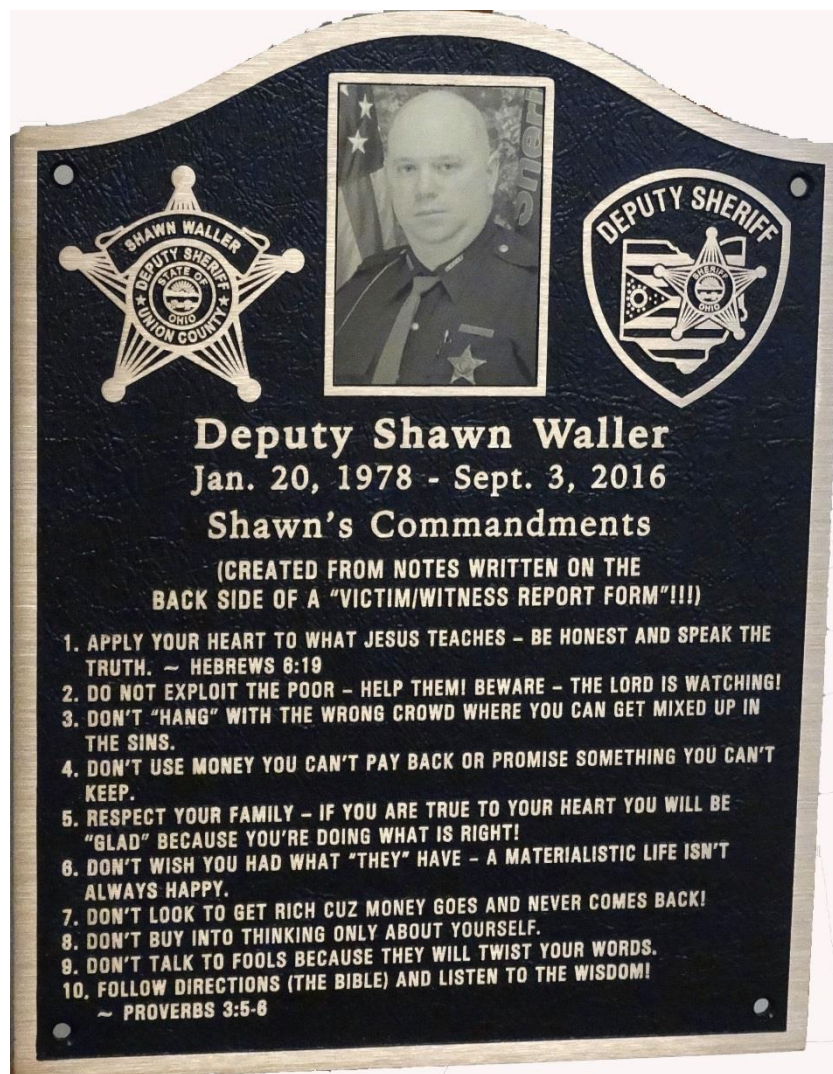 Sheri
SHAWN WALLER
DEPUTY SHERIFF
STATE OF
OHIO
UNION COUNTY
DEPUTY SHERIFF
SHERIFF
OHIO
Deputy Shawn Waller
Jan. 20, 1978 - Sept. 3, 2016
Shawn's Commandments
(CREATED FROM NOTES WRITTEN ON THE
BACK SIDE OF A "VICTIM/WITNESS REPORT FORM"!!!)
1. APPLY YOUR HEART TO WHAT JESUS TEACHES – BE HONEST AND SPEAK THE
TRUTH. ~ HEBREWS 6:19
2. DO NOT EXPLOIT THE POOR – HELP THEM! BEWARE – THE LORD IS WATCHING!
3. DON'T "HANG" WITH THE WRONG CROWD WHERE YOU CAN GET MIXED UP IN
THE SINS.
4. DON'T USE MONEY YOU CAN'T PAY BACK OR PROMISE SOMETHING YOU CAN'T
KEEP.
5. RESPECT YOUR FAMILY – IF YOU ARE TRUE TO YOUR HEART YOU WILL BE
"GLAD" BECAUSE YOU'RE DOING WHAT IS RIGHT!
6. DON'T WISH YOU HAD WHAT "THEY" HAVE – A MATERIALISTIC LIFE ISN'T
ALWAYS HAPPY.
7. DON'T LOOK TO GET RICH CUZ MONEY GOES AND NEVER COMES BACK!
8. DON'T BUY INTO THINKING ONLY ABOUT YOURSELF.
9. DON'T TALK TO FOOLS BECAUSE THEY WILL TWIST YOUR WORDS.
10. FOLLOW DIRECTIONS (THE BIBLE) AND LISTEN TO THE WISDOM!
~ PROVERBS 3:5-6